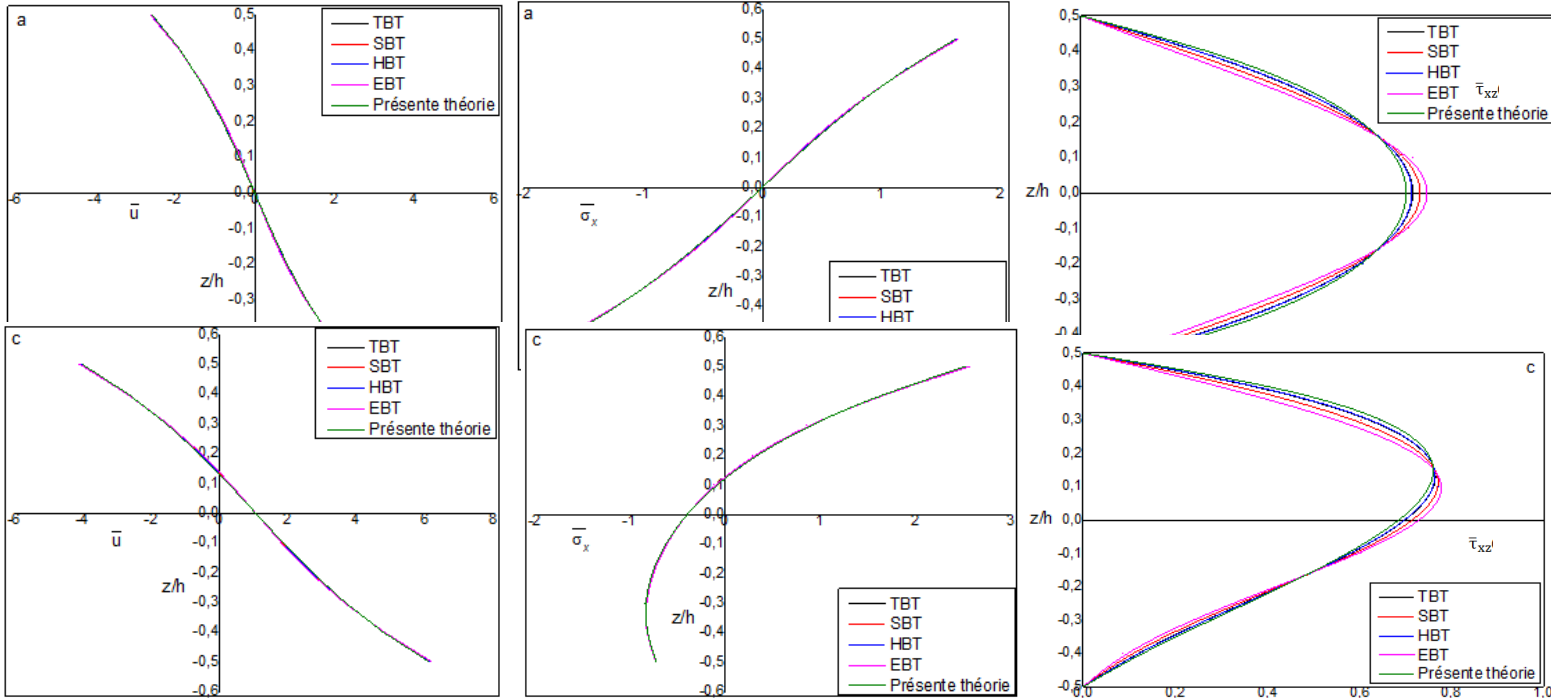 a
0,5
0,4
0,3
0,2
0,1
0,0
-0,1
-0,2
-0,3
-6
-4
-2
0
2
4
6
u
z/h
TBT
SBT
HBT
EBT
Présente théorie
a
0,6
0,5
0,4
0,3
0,2
0,1
0,0
-0,1
-0,2
-0,3
-0,4
-2
-1
0
1
2
σx
z/h
TBT
SBT
HBT
0,5
0,4
0,3
0,2
0,1
0,0
-0,1
-0,2
-0,3
-0,4
z/h
TBT
SBT
HBT
EBT
τxz
Présente théorie
c
0,6
0,5
0,4
0,3
0,2
0,1
0,0
-0,1
-0,2
-0,3
-0,4
-0,5
-0,6
-6
-4
-2
0
2
4
6
8
u
z/h
TBT
SBT
HBT
EBT
Présente théorie
c
0,6
0,5
0,4
0,3
0,2
0,1
0,0
-0,1
-0,2
-0,3
-0,4
-0,5
-0,6
-2
-1
0
1
2
3
σx
z/h
TBT
SBT
HBT
EBT
Présente théorie
c
0,5
0,4
0,3
0,2
0,1
0,0
-0,1
-0,2
-0,3
-0,4
-0,5
0,0
0,2
0,4
0,6
0,8
1,0
z/h
τxz
TBT
SBT
HBT
EBT
Présente théorie